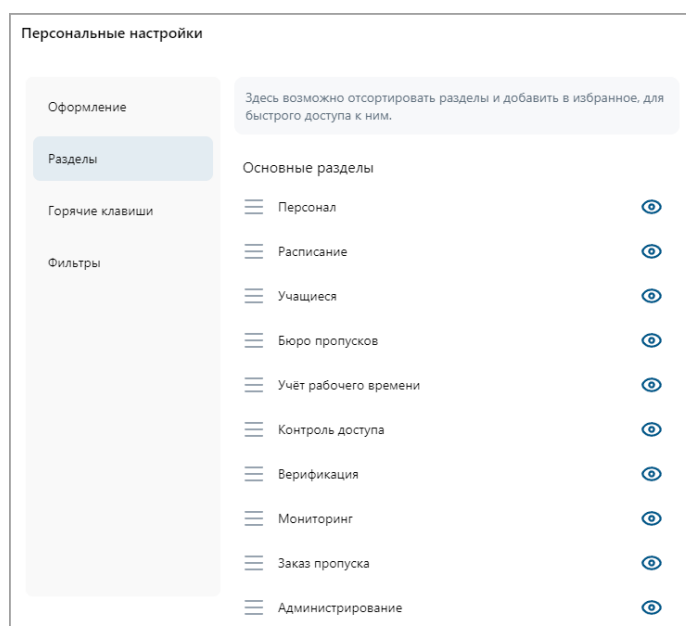 Персональные настройки
Оформление
Разделы
Горячие клавиши
Фильтры
Здесь возможно отсортировать разделы и добавить в избранное, для
быстрого доступа к ним.
Основные разделы
Персонал
Расписание
Учащиеся
Бюро пропусков
Учёт рабочего времени
Контроль доступа
Верификация
Мониторинг
Заказ пропуска
Администрирование